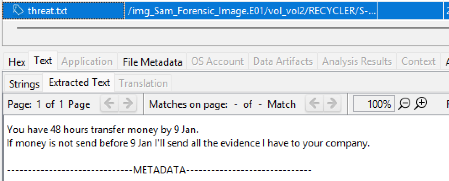 threat.txt /img_Sam_Forensic_Image.E01/vol_vol2/RECYCLER/S-...
Hex Text Application File Metadata OS Account Data Artifacts Analysis Results Context
Strings Extracted Text Translation
Page: 1 of 1 Page Matches on page: - of - Match 100%
You have 48 hours transfer money by 9 Jan.
If money is not send before 9 Jan I'll send all the evidence I have to your company.
------------------------------METADATA------------------------------